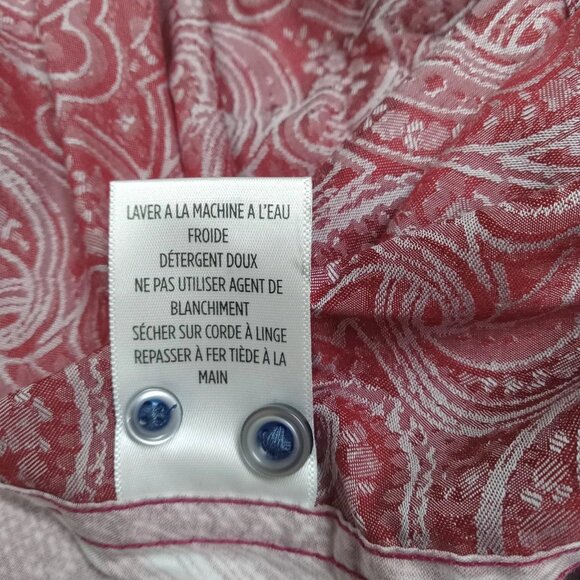 LAVER A LA MACHINE A L'EAU
FROIDE
DÉTERGENT DOUX
NE PAS UTILISER AGENT DE
BLANCHIMENT
SÉCHER SUR CORDE À LINGE
REPASSER À FER TIÈDE À LA
MAIN